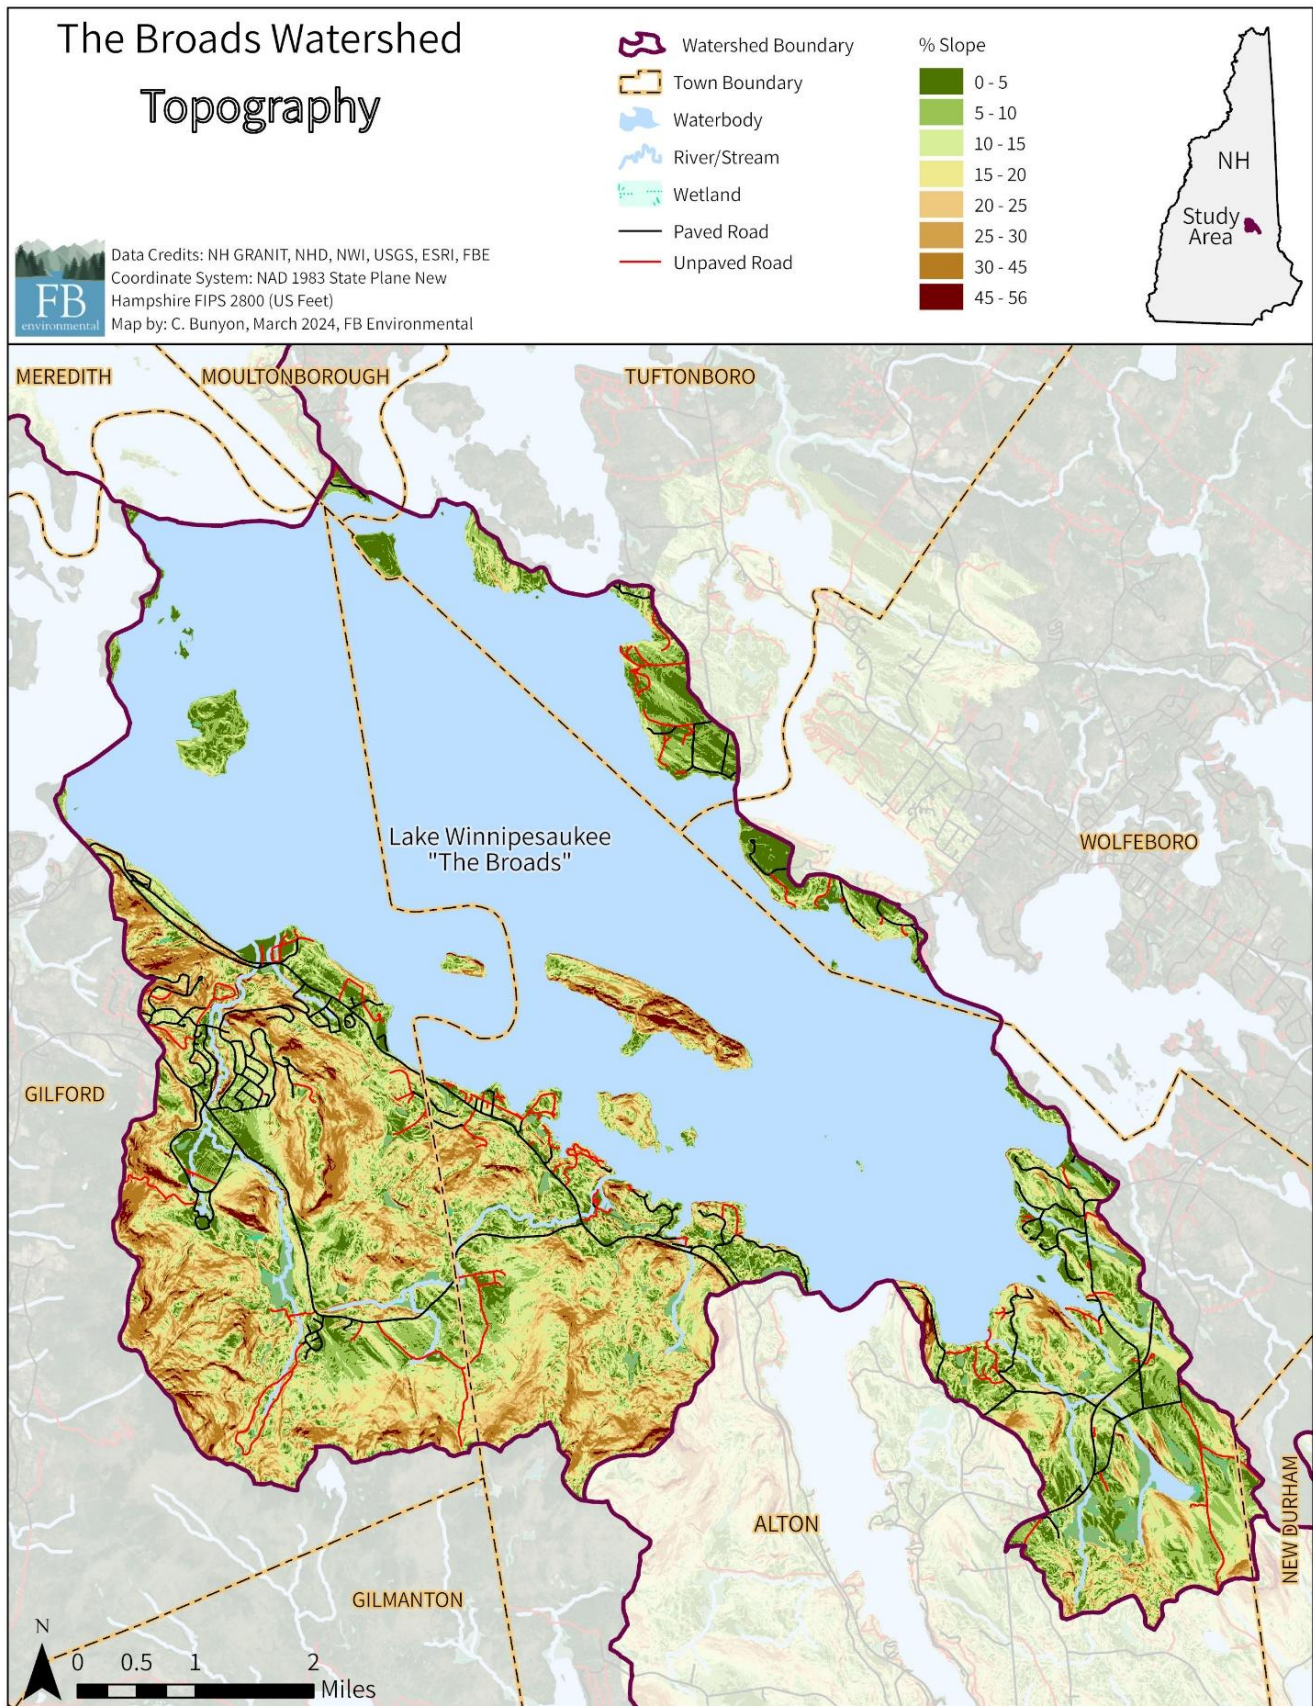 The Broads Watershed
Topography
Watershed Boundary
Town Boundary
Waterbody
River/Stream
Wetland
Paved Road
Unpaved Road
% Slope
0 - 5
5 - 10
10 - 15
15 - 20
20 - 25
25 - 30
30 - 45
45 - 56
NH
Study
Area
FB
environmental
Data Credits: NH GRANIT, NHD, NWI, USGS, ESRI, FBE
Coordinate System: NAD 1983 State Plane New
Hampshire FIPS 2800 (US Feet)
Map by: C. Bunyon, March 2024, FB Environmental
MEREDITH
MOULTONBOROUGH
TUFTONBORO
Lake Winnipesaukee
"The Broads"
WOLFEBORO
GILFORD
ALTON
NEW DURHAM
GILMANTON
N
0 0.5 1 2
Miles